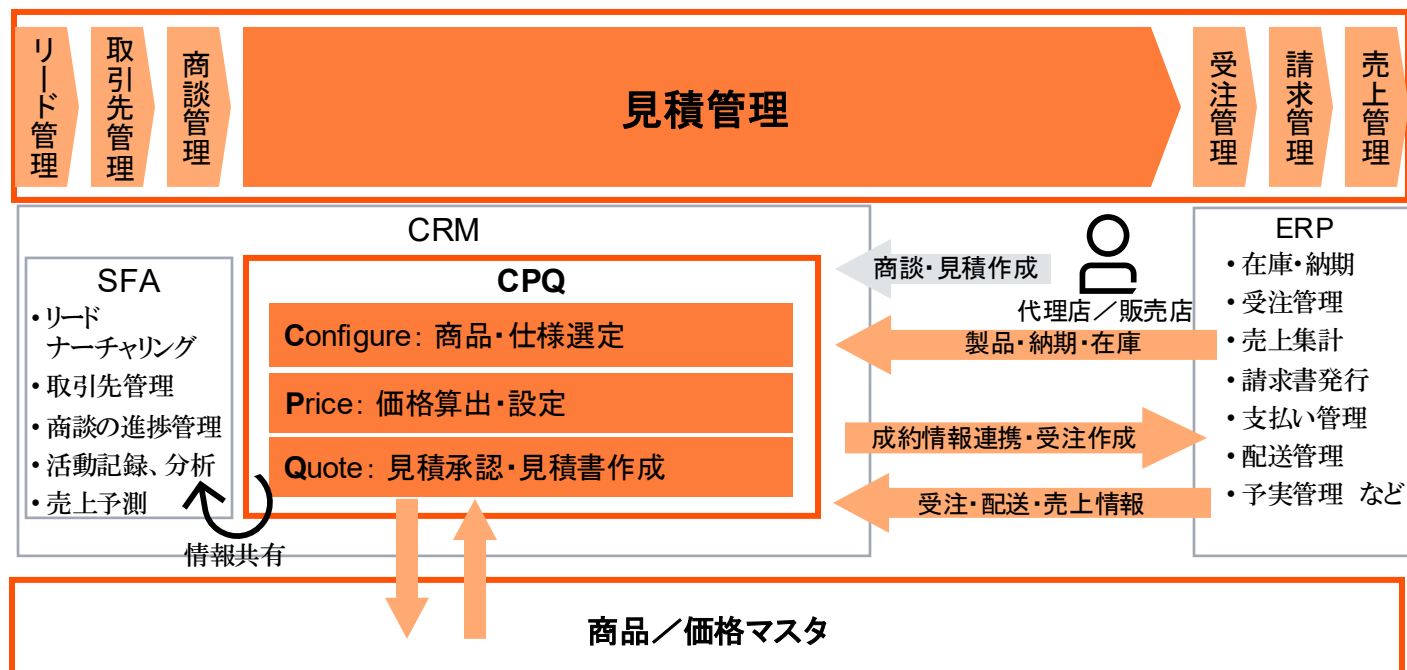 リード管理
取引先管理
商談管理
見積管理
受注管理
請求管理
売上管理
CRM
SFA
・リード
ナーチャリング
・取引先管理
・商談の進捗管理
・活動記録、分析
・売上予測
情報共有
CPQ
Configure：商品・仕様選定
Price：価格算出・設定
Quote：見積承認・見積書作成
商談・見積作成
代理店／販売店
製品・納期・在庫
成約情報連携・受注作成
受注・配送・売上情報
ERP
・在庫・納期
・受注管理
・売上集計
・請求書発行
・支払い管理
・配送管理
・予実管理 など
商品／価格マスタ